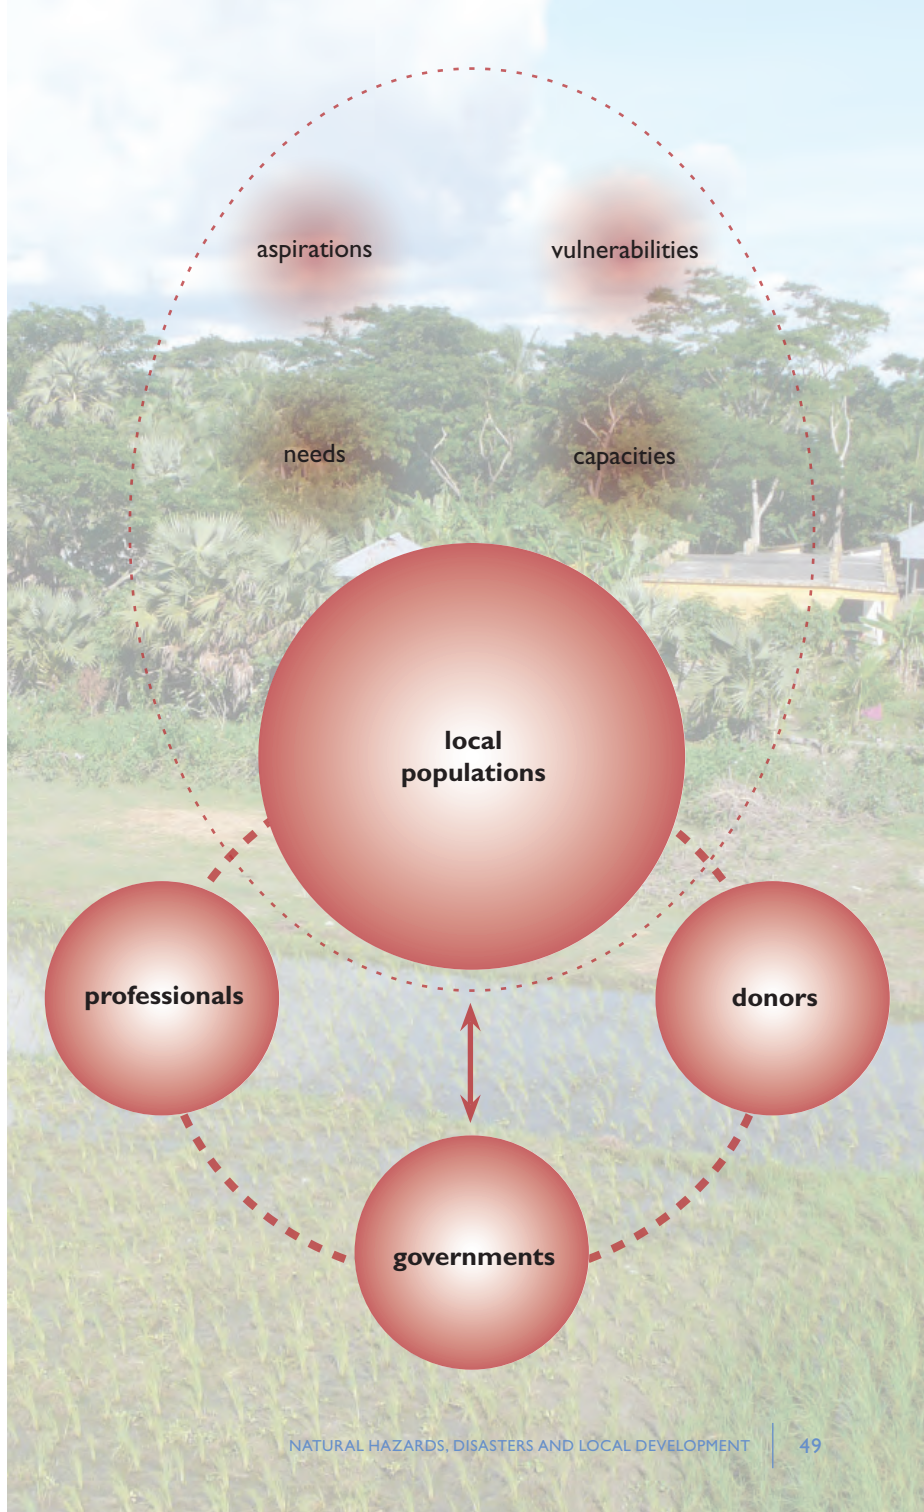 aspirations
vulnerabilities
needs
capacities
local
populations
professionals
donors
governments
NATURAL HAZARDS, DISASTERS AND LOCAL DEVELOPMENT
49